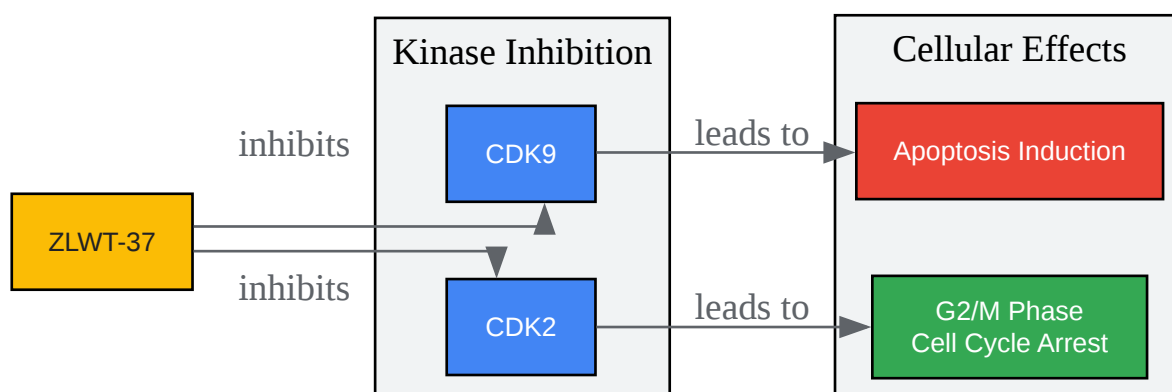 Kinase Inhibition
Cellular Effects
inhibits
CDK9
leads to
Apoptosis Induction
ZLWT-37
inhibits
CDK2
leads to
G2/M Phase
Cell Cycle Arrest